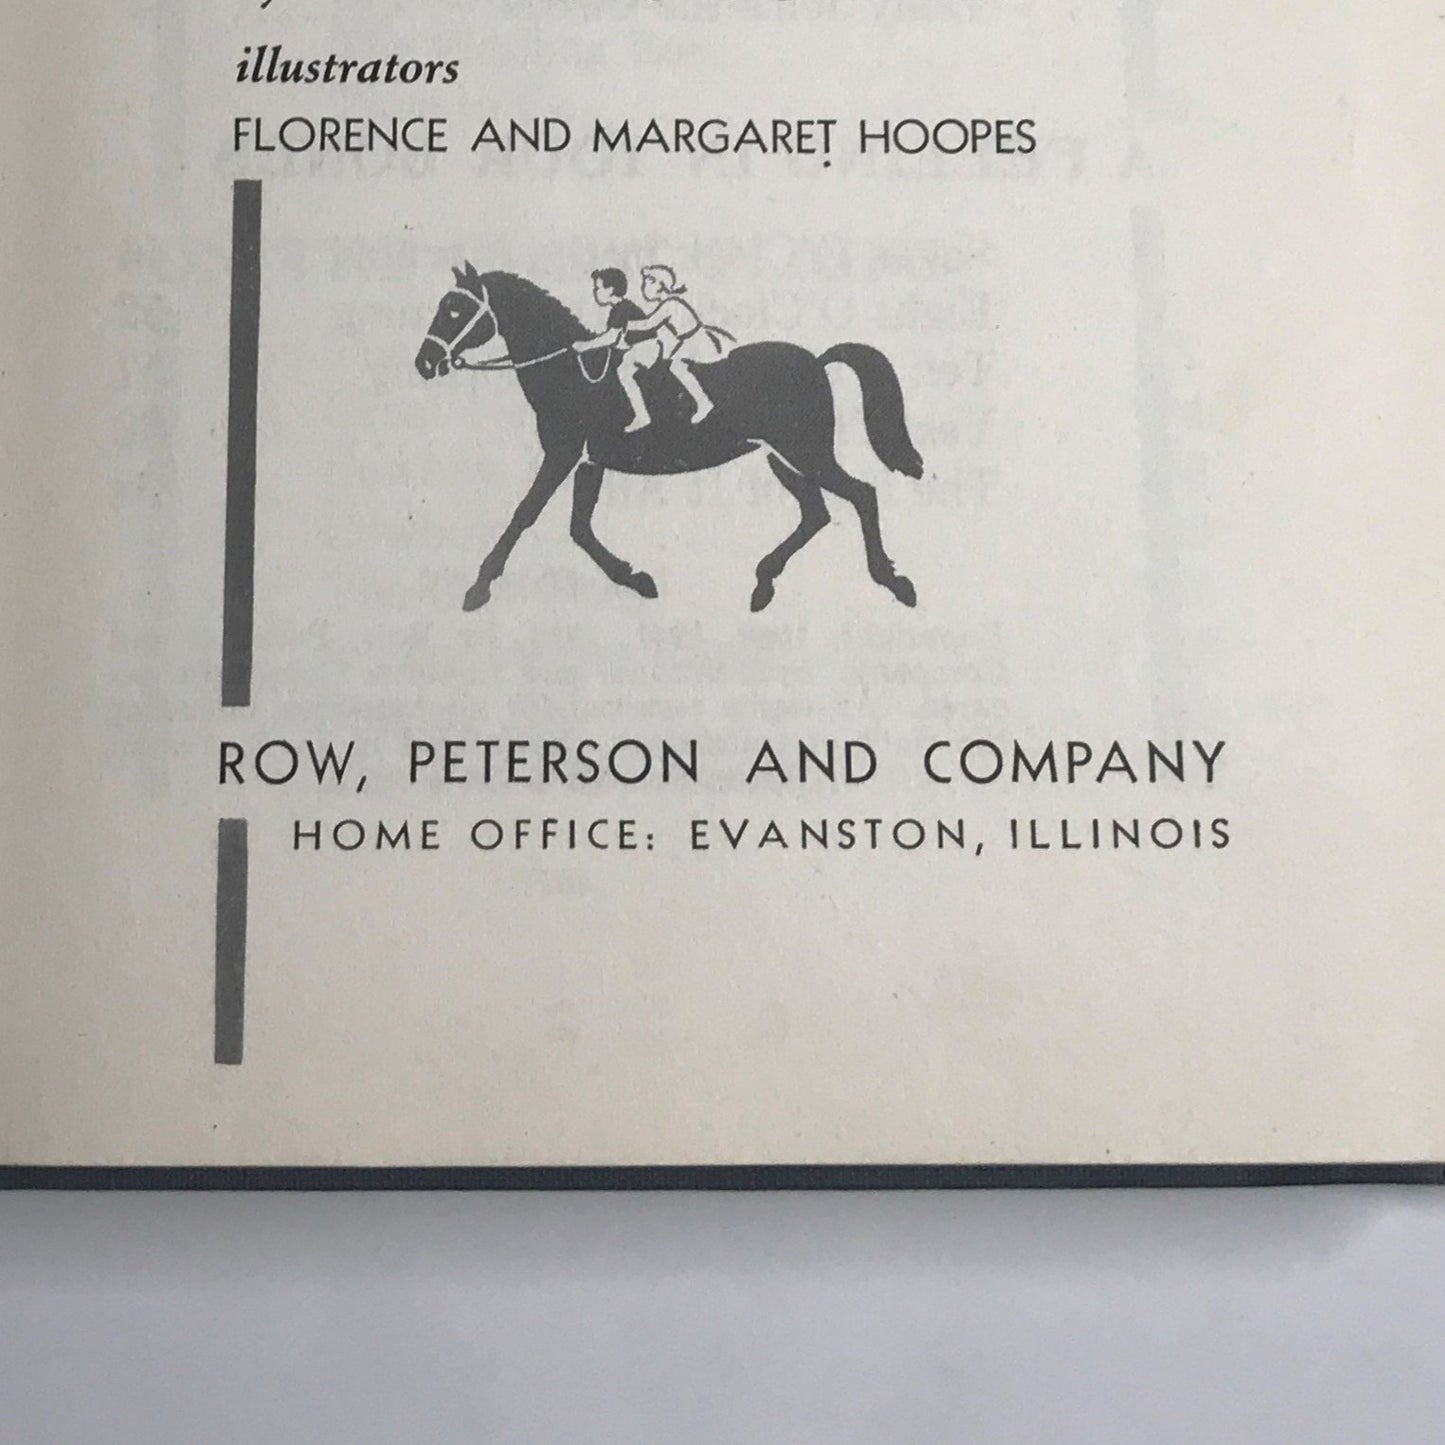 illustrators
FLORENCE AND MARGARET HOOPES
ROW, PETERSON AND COMPANY
HOME OFFICE: EVANSTON, ILLINOIS